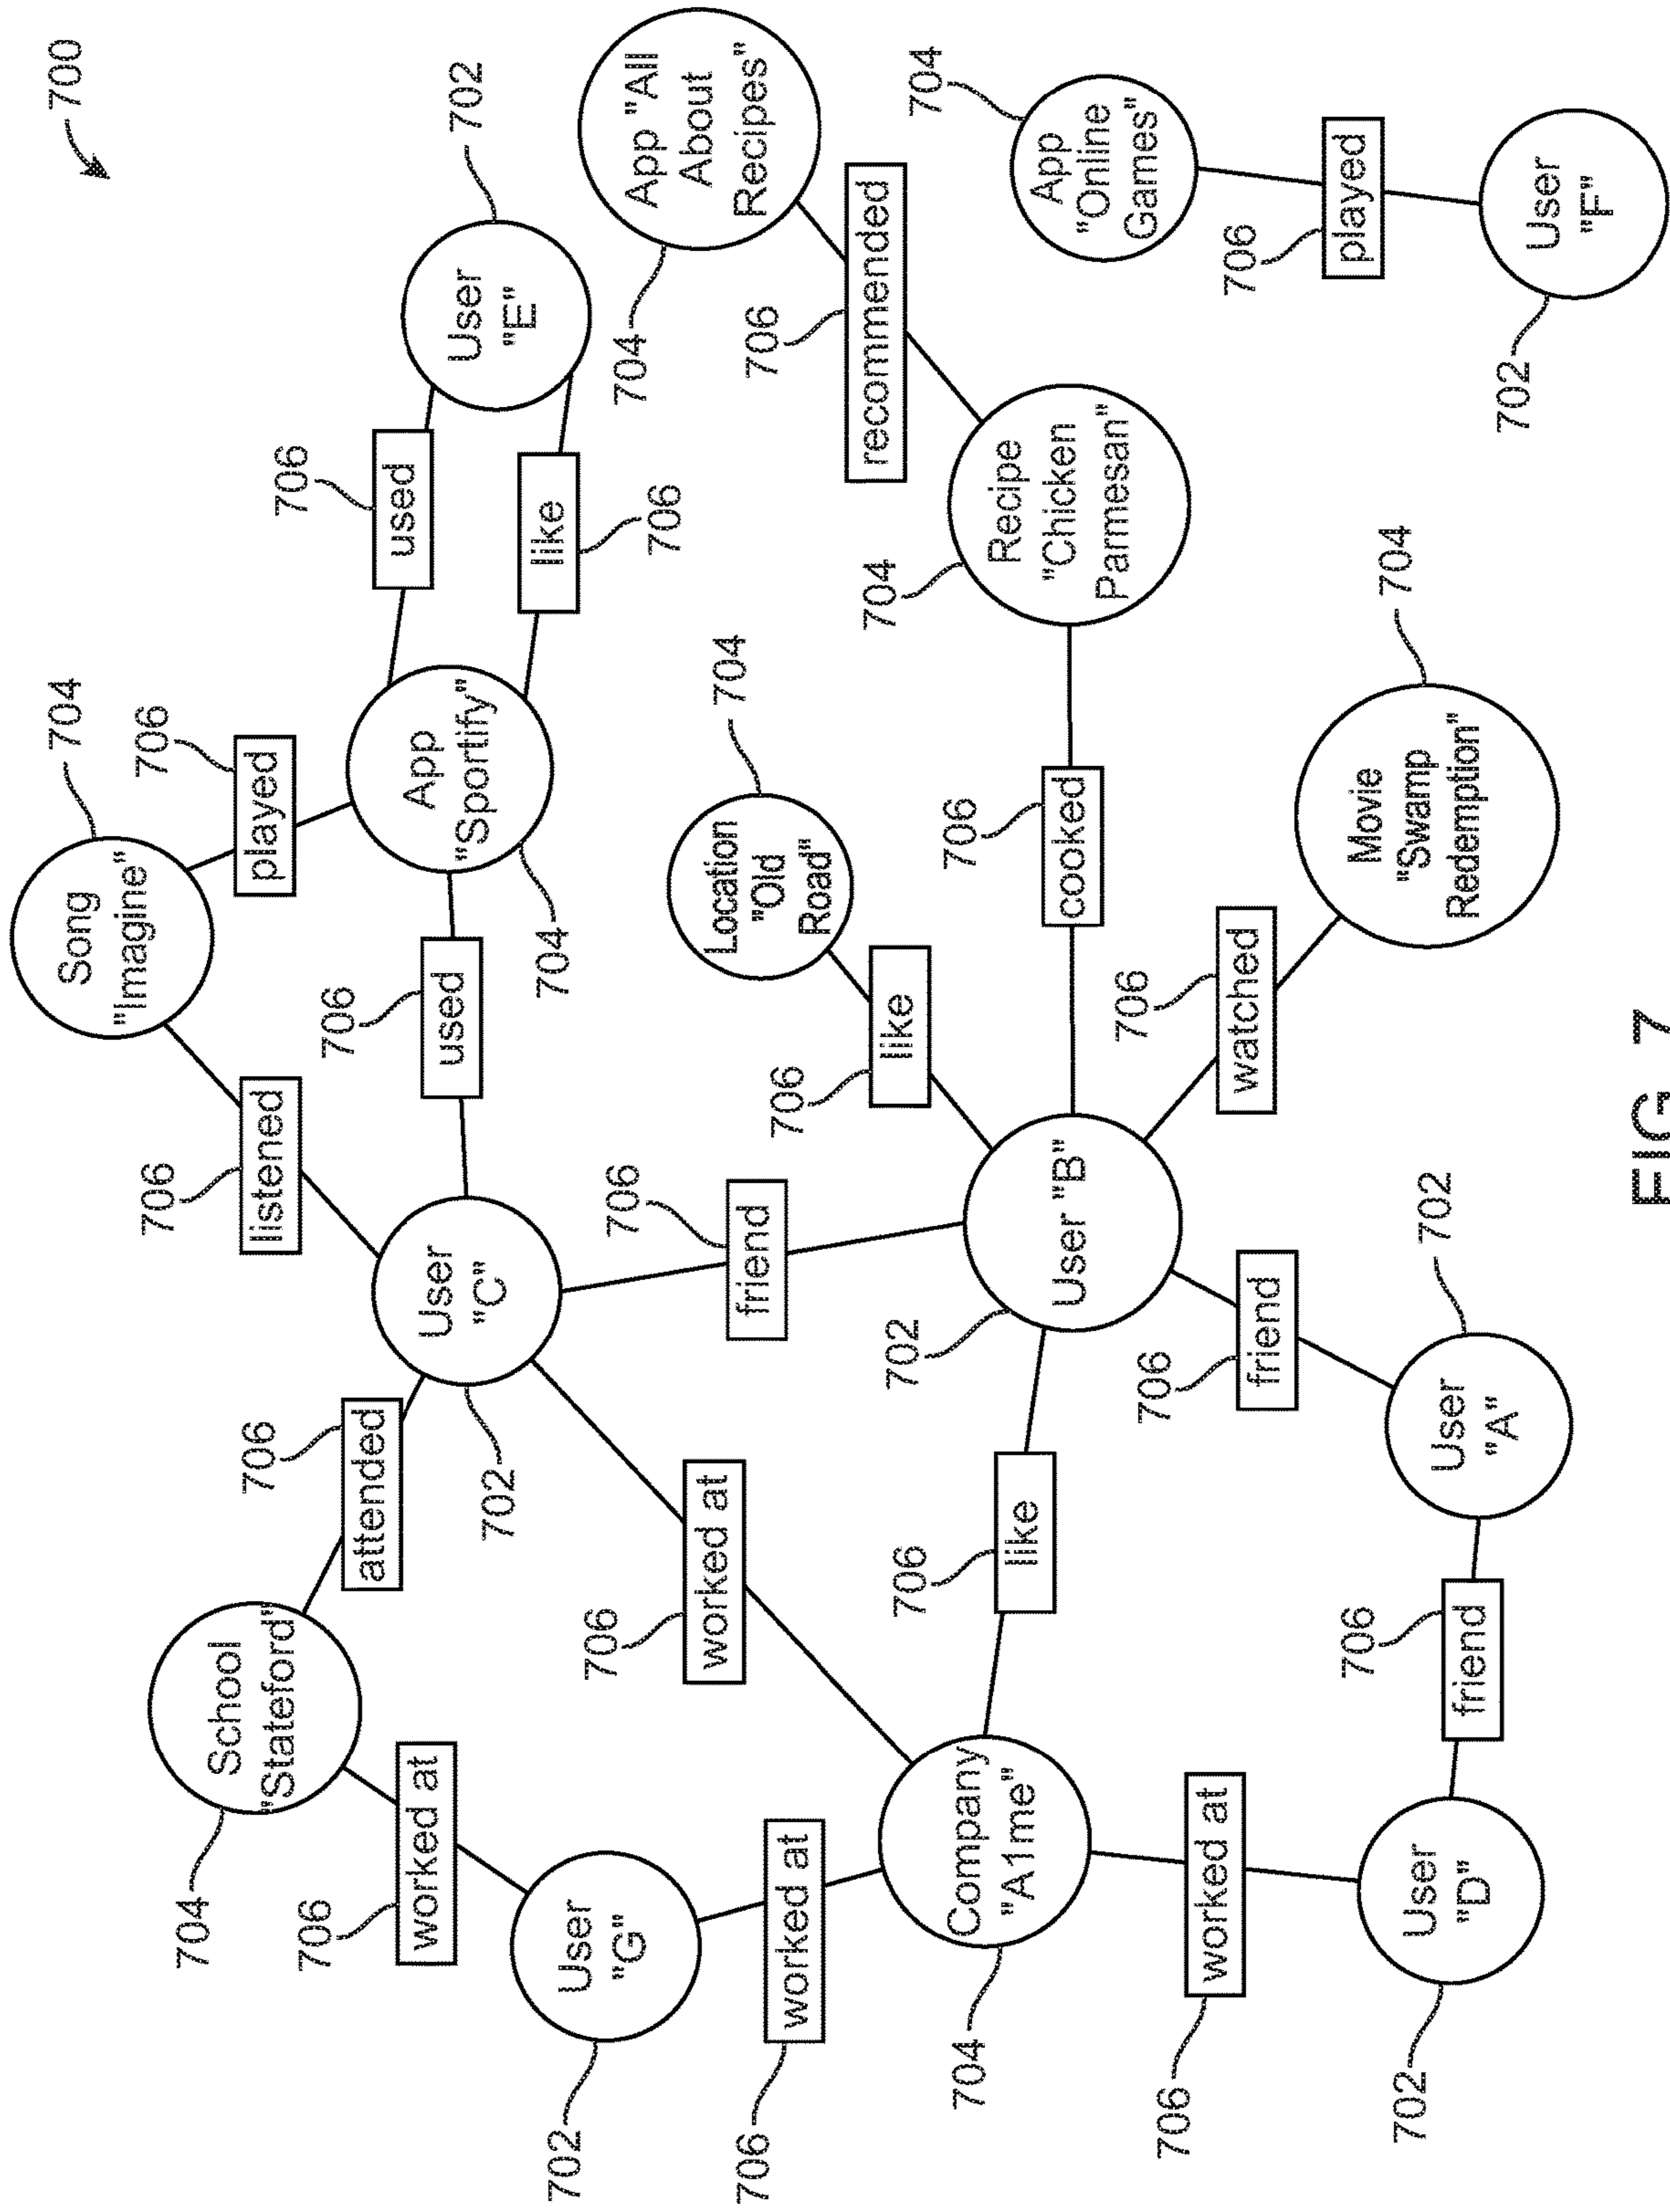 700
704
Song
"Imagine"
706
listened
706
played
702
User
"E"
706
used
706
like
App
"Sportify"
704
706
used
704
School
"Stateford"
706
attended
User
"C"
702
706
worked at
User
"G"
702
706
worked at
706
worked at
706
friend
704
Location
"Old
Road"
706
like
App "All
About
Recipes"
704
706
recommended
Recipe
"Chicken
Parmesan"
704
706
cooked
User "B"
702
706
like
Company
"A1me"
704
706
worked at
User
"D"
702
706
friend
User
"A"
702
706
friend
706
watched
Movie
"Swamp
Redemption"
704
704
App
"Online
Games"
706
played
User
"F"
702
FIG. 7